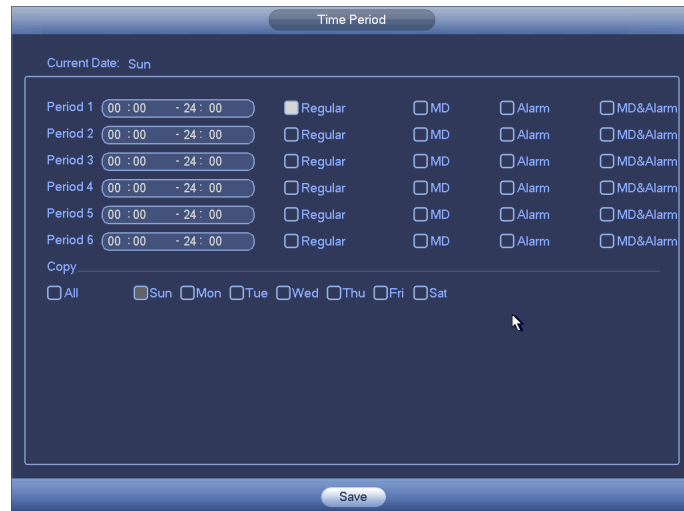 Time Period
Current Date: Sun
Period 1 00 :00 - 24 : 00 Regular MD Alarm MD&Alarm
Period 2 00 :00 - 24 : 00 Regular MD Alarm MD&Alarm
Period 3 00 :00 - 24 : 00 Regular MD Alarm MD&Alarm
Period 4 00 :00 - 24 : 00 Regular MD Alarm MD&Alarm
Period 5 00 :00 - 24 : 00 Regular MD Alarm MD&Alarm
Period 6 00 :00 - 24 : 00 Regular MD Alarm MD&Alarm
Copy
All Sun Mon Tue Wed Thu Fri Sat
Save